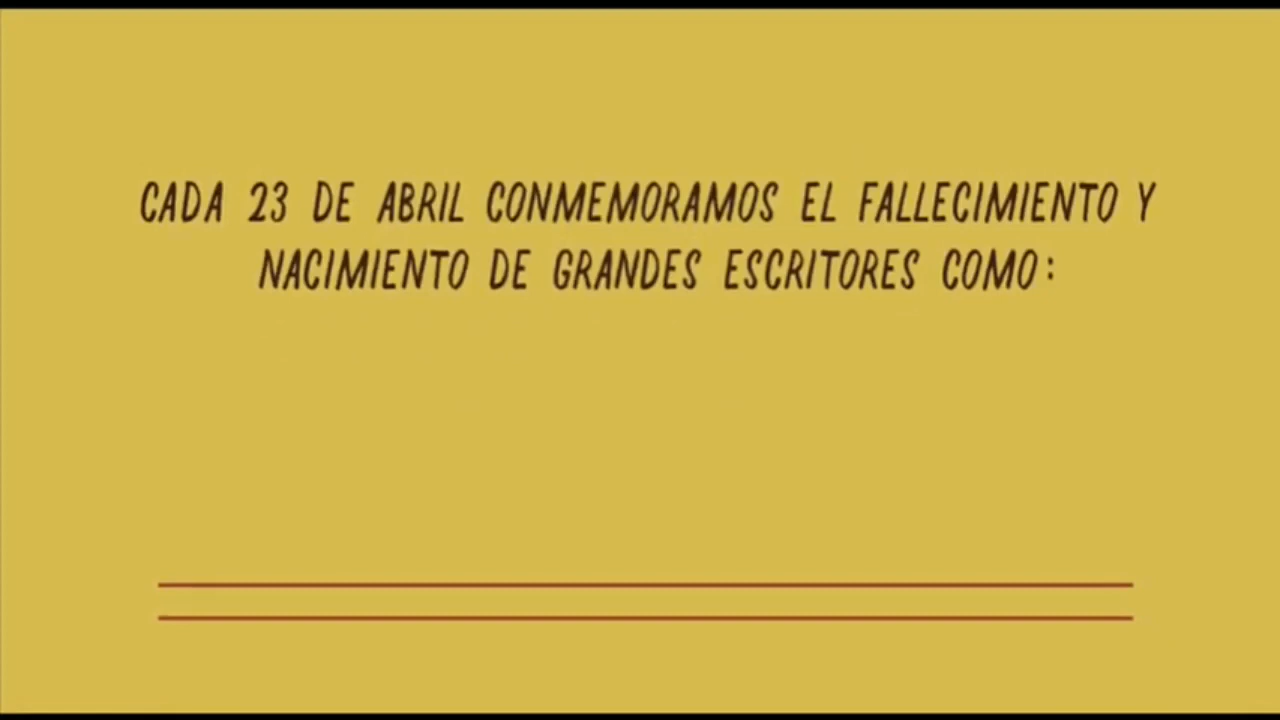 CADA 23 DE ABRIL CONMEMORAMOS EL FALLECIMIENTO Y
NACIMIENTO DE GRANDES ESCRITORES COMO: